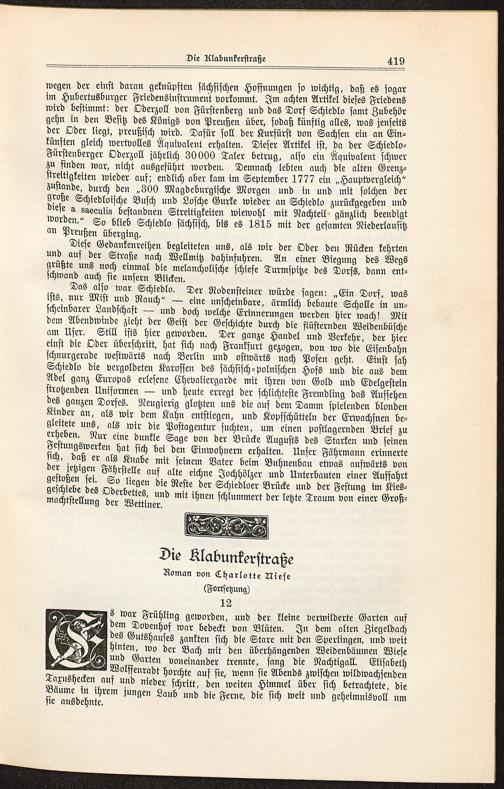 Die Klabunkerstraße 419
wegen der einst daran geknüpften sächsischen Hoffnungen so wichtig, daß es sogar
im Hubertusburger Friedensinstrument vorkommt. Im achten Artikel dieses Friedens
wird bestimmt: der Oderzoll von Fürstenberg und das Dorf Schiedlo samt Zubehör
gehn in den Besitz des Königs von Preußen über, sodaß künftig alles, was jenseits
der Oder liegt, preußisch wird. Dafür soll der Kurfürst von Sachsen ein an Ein-
künften gleich wertvolles Äquivalent erhalten. Dieser Artikel ist, da der Schiedlo-
Fürstenberger Oderzoll jährlich 30000 Taler betrug, also ein Äquivalent schwer
zu finden war, nicht ausgeführt worden. Demnach lebten auch die alten Grenz-
streitigkeiten wieder auf; endlich aber kam im September 1777 ein „Hauptvergleich“
zustande, durch den „300 Magdeburgische Morgen und in und mit solchen der
große Schiedloische Busch und Losche Gurke wieder an Schiedlo zurückgegeben und
diese a saeculis bestandnen Streitigkeiten wiewohl mit Nachteil gänzlich beendigt
worden.“ So blieb Schiedlo sächsisch, bis es 1815 mit der gesamten Niederlausitz
an Preußen überging.
Diese Gedankenreihen begleiteten uns, als wir der Oder den Rücken kehrten
und auf der Straße nach Wellmitz dahinfuhren. An einer Biegung des Wegs
grüßte uns noch einmal die melancholische schiefe Turmspitze des Dorfs, dann ent-
schwand auch sie unsern Blicken.
Das also war Schiedlo. Der Rodensteiner würde sagen: „Ein Dorf, was
ists, nur Mist und Rauch“ — eine unscheinbare, ärmlich bebaute Scholle in un-
scheinbarer Landschaft — und doch welche Erinnerungen werden hier wach! Mit
dem Abendwinde zieht der Geist der Geschichte durch die flüsternden Weidenbüsche
am Ufer. Still ists hier geworden. Der ganze Handel und Verkehr, der hier
einst die Oder überschritt, hat sich nach Frankfurt gezogen, von wo die Eisenbahn
schnurgerade westwärts nach Berlin und ostwärts nach Posen geht. Einst sah
Schiedlo die vergoldeten Karossen des sächsisch-polnischen Hofs und die aus dem
Adel ganz Europas erlesene Chevaliergarde mit ihren von Gold und Edelgestein
strotzenden Uniformen — und heute erregt der schlichteste Fremdling das Aufsehen
des ganzen Dorfes. Neugierig glotzten uns die auf dem Damm spielenden blonden
Kinder an, als wir dem Kahn entstiegen, und Kopfschütteln der Erwachsnen be-
gleitete uns, als wir die Postagentur suchten, um einen postlagernden Brief zu
erheben. Nur eine dunkle Sage von der Brücke Augusts des Starken und seinen
Festungswerken hat sich bei den Einwohnern erhalten. Unser Fährmann erinnerte
sich, daß er als Knabe mit seinem Vater beim Buhnenbau etwas aufwärts von
der jetzigen Fährstelle auf alte eichne Jochhölzer und Unterbauten einer Auffahrt
gestoßen sei. So liegen die Reste der Schiedloer Brücke und der Festung im Kies-
geschiebe des Oderbettes, und mit ihnen schlummert der letzte Traum von einer Groß-
machtstellung der Wettiner.
Die Klabunkerstraße
Roman von Charlotte Niese
(Fortsetzung)
12
Es war Frühling geworden, und der kleine verwilderte Garten auf
dem Dovenhof war bedeckt von Blüten. In dem alten Ziegeldach
des Gutshauses zankten sich die Stare mit den Sperlingen, und weit
hinten, wo der Bach mit den überhängenden Weidenbäumen Wiese
und Garten voneinander trennte, sang die Nachtigall. Elisabeth
Wolffenradt horchte auf sie, wenn sie Abends zwischen wildwachsenden
Taxushecken auf und nieder schritt, den weiten Himmel über sich betrachtete, die
Bäume in ihrem jungen Laub und die Ferne, die sich weit und geheimnisvoll um
sie ausdehnte.